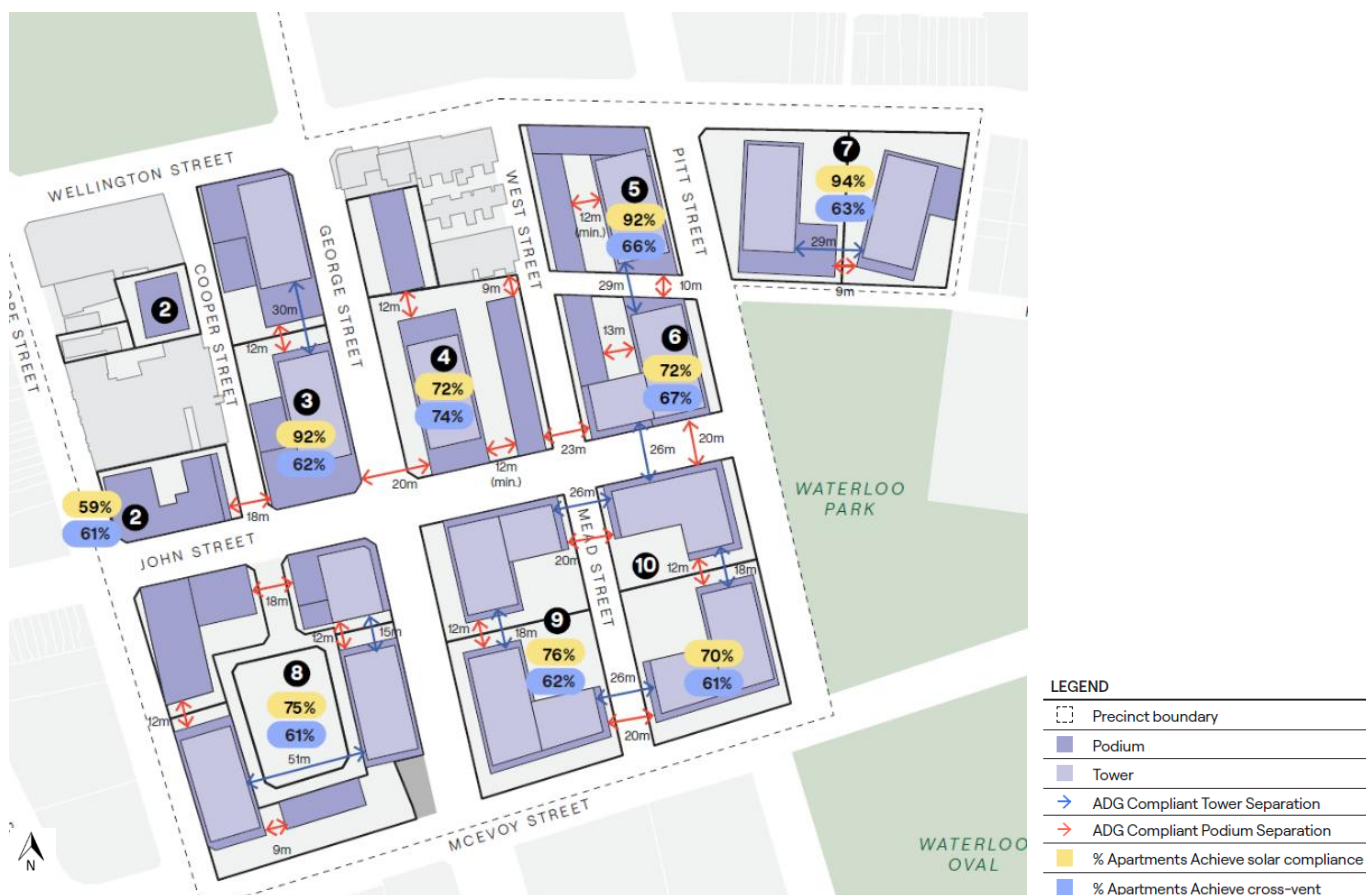 WELLINGTON STREET
COOPER STREET
GEORGE STREET
WEST STREET
PITT STREET
5
92%
66%
12m
(min.)
7
94%
63%
29m
9m
2
30m
12m
3
92%
62%
12m
9m
4
72%
74%
12m
(min.)
29m
10m
13m
6
72%
67%
23m
20m
26m
20m
18m
59%
61%
2
JOHN STREET
WATERLOO
PARK
26m
20m
MEAD STREET
10
12m
18m
18m
12m
15m
8
75%
61%
51m
12m
9m
12m
18m
9
76%
62%
26m
20m
70%
61%
MCEVOY STREET
WATERLOO
OVAL
N
LEGEND
Precinct boundary
Podium
Tower
ADG Compliant Tower Separation
ADG Compliant Podium Separation
% Apartments Achieve solar compliance
% Apartments Achieve cross-vent